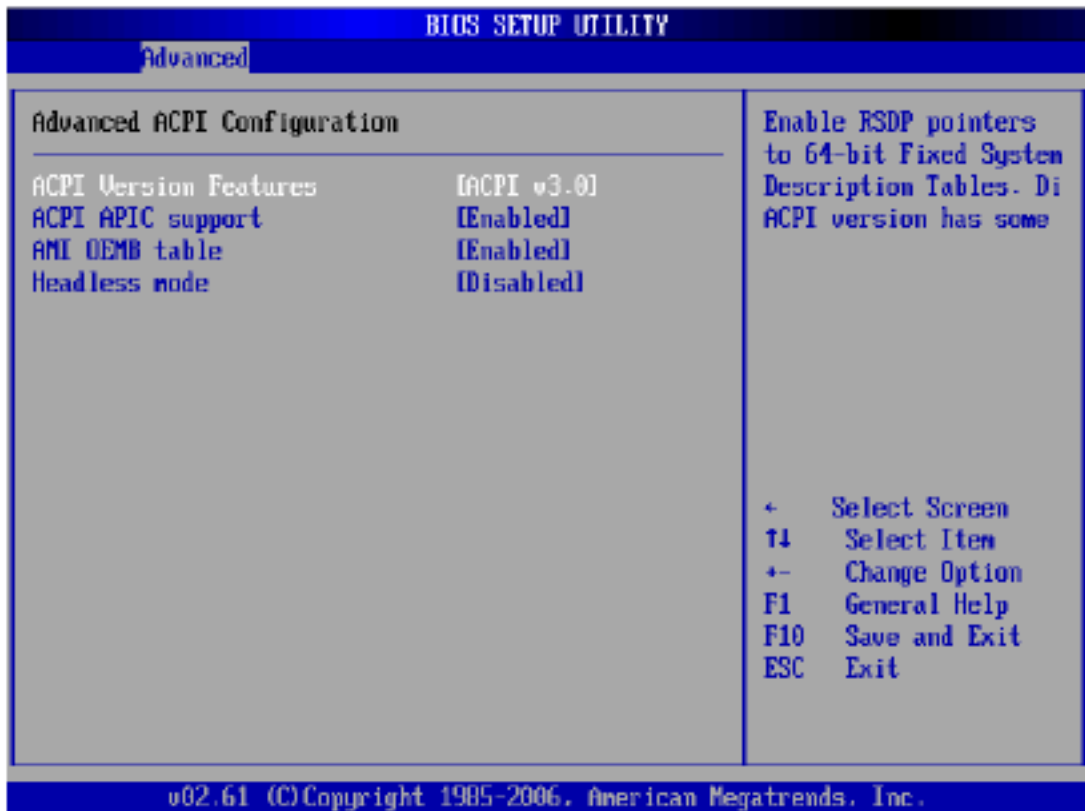 BIOS SETUP UTILITY
Advanced
Advanced ACPI Configuration
ACPI Version Features [ACPI v3.0]
ACPI APIC support [Enabled]
AMI OEMB table [Enabled]
Headless mode [Disabled]
Enable RSDP pointers
to 64-bit Fixed System
Description Tables. Di
ACPI version has some
← Select Screen
↑↓ Select Item
+- Change Option
F1 General Help
F10 Save and Exit
ESC Exit
v02.61 (C)Copyright 1985-2006, American Megatrends, Inc.